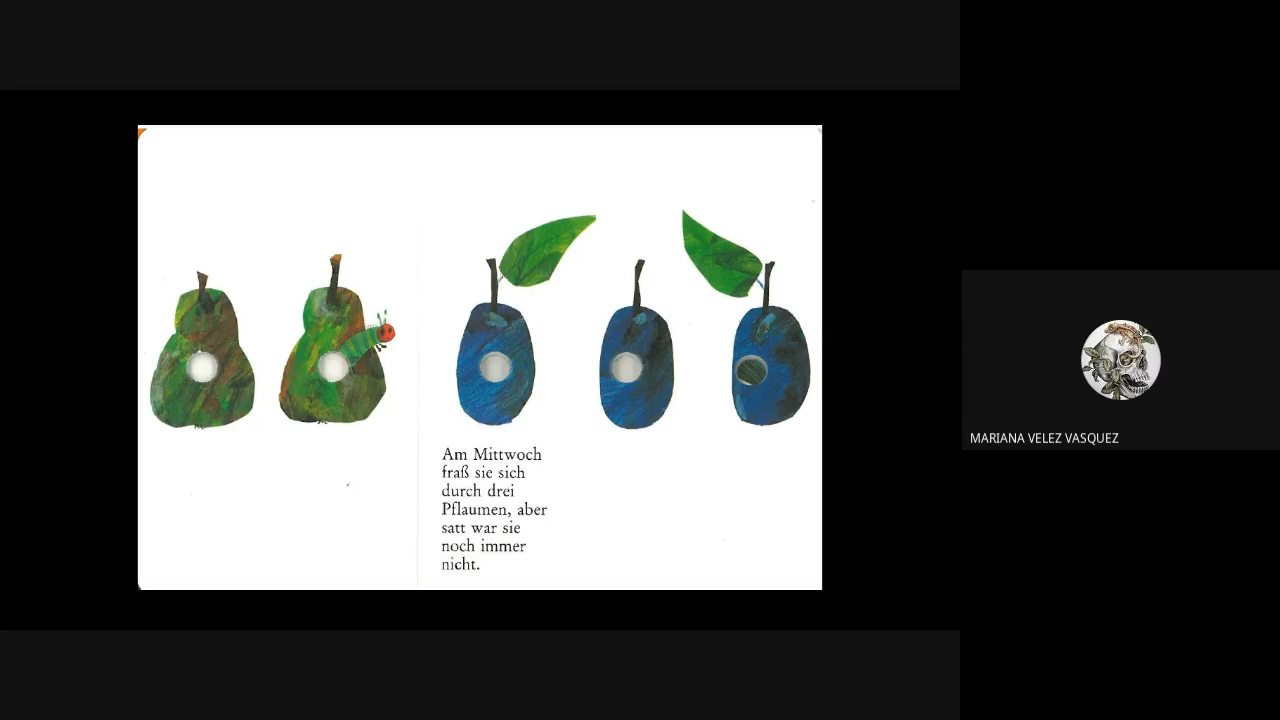 Am Mittwoch
fraß sie sich
durch drei
Pflaumen, aber
satt war sie
noch immer
nicht.
MARIANA VELEZ VASQUEZ